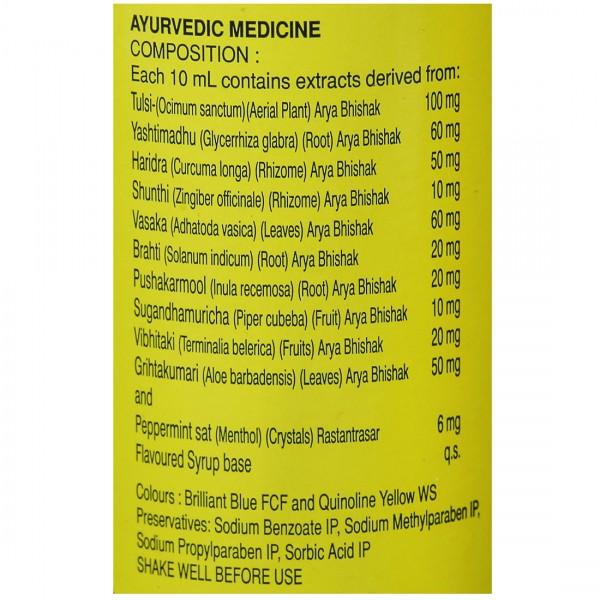 AYURVEDIC MEDICINE
COMPOSITION :
Each 10 mL contains extracts derived from:
Tulsi-(Ocimum sanctum)(Aerial Plant) Arya Bhishak 100 mg
Yashtimadhu (Glycerrhiza glabra) (Root) Arya Bhishak 60 mg
Haridra (Curcuma longa) (Rhizome) Arya Bhishak 50 mg
Shunthi (Zingiber officinale) (Rhizome) Arya Bhishak 10 mg
Vasaka (Adhatoda vasica) (Leaves) Arya Bhishak 60 mg
Brahti (Solanum indicum) (Root) Arya Bhishak 20 mg
Pushakarmool (Inula recemosa) (Root) Arya Bhishak 20 mg
Sugandhamuricha (Piper cubeba) (Fruit) Arya Bhishak 10 mg
Vibhitaki (Terminalia belerica) (Fruits) Arya Bhishak 20 mg
Grihtakumari (Aloe barbadensis) (Leaves) Arya Bhishak 50 mg
and
Peppermint sat (Menthol) (Crystals) Rastantrasar 6 mg
Flavoured Syrup base q.s.
Colours : Brilliant Blue FCF and Quinoline Yellow WS
Preservatives: Sodium Benzoate IP, Sodium Methylparaben IP,
Sodium Propylparaben IP, Sorbic Acid IP
SHAKE WELL BEFORE USE